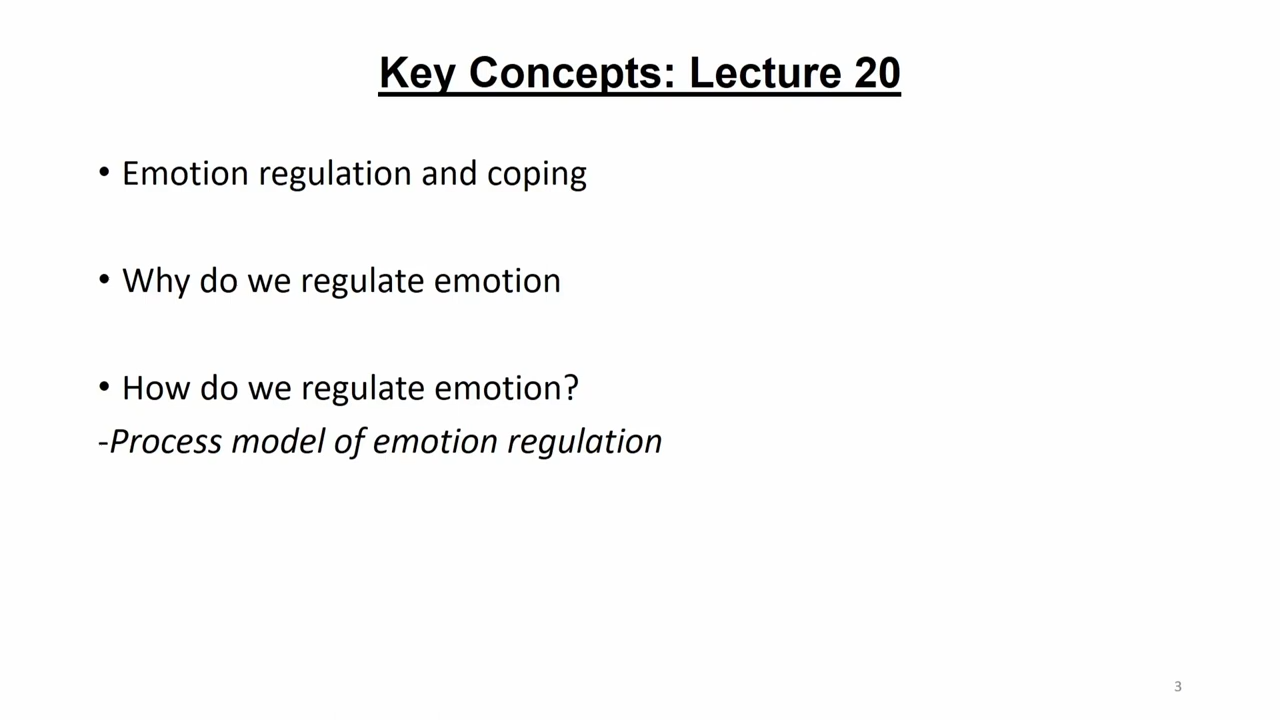 Key Concepts: Lecture 20
• Emotion regulation and coping
• Why do we regulate emotion
• How do we regulate emotion?
-Process model of emotion regulation
3